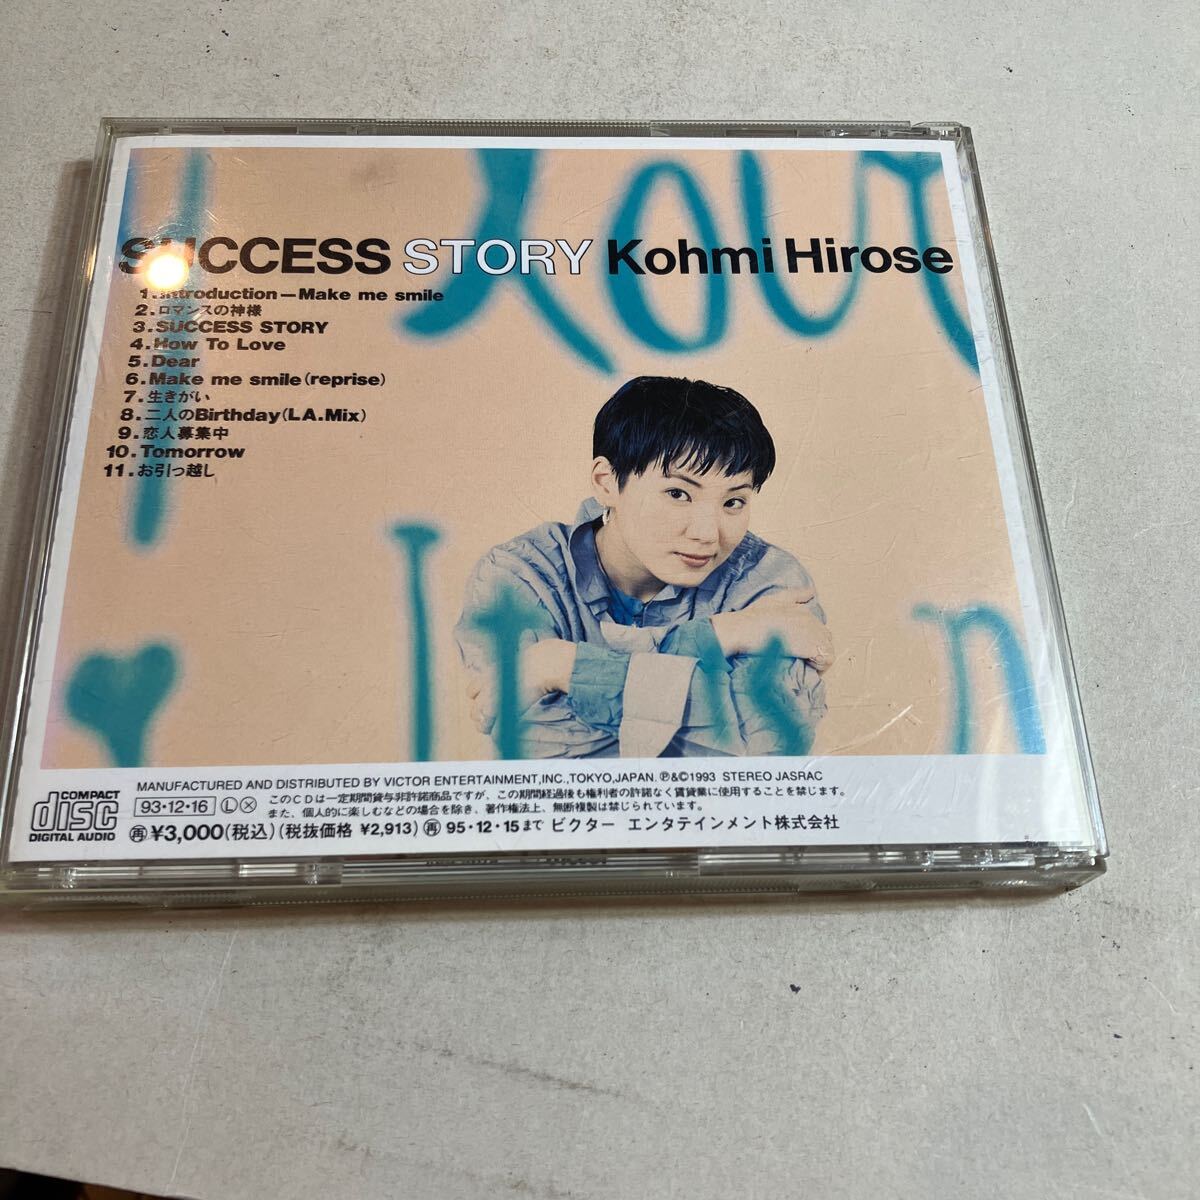 SUCCESS STORY Kohmi Hirose
1.Introduction—Make me smile
2.ロマンスの神様
3.SUCCESS STORY
4.How To Love
5.Dear
6.Make me smile(reprise)
7.生きがい
8.二人のBirthday(LA.Mix)
9.恋人募集中
10.Tomorrow
11.お引っ越し
MANUFACTURED AND DISTRIBUTED BY VICTOR ENTERTAINMENT,INC.,TOKYO,JAPAN. ℗&©1993 STEREO JASRAC
COMPACT disc DIGITAL AUDIO
93·12·16 Ⓛ ⓧ このCDは一定期間貸与非許諾商品ですが、この期間経過後も権利者の許諾なく賃貸業に使用することを禁じます。
また、個人的に楽しむなどの場合を除き、著作権法上、無断複製は禁じられています。
㊢¥3,000(税込)(税抜価格 ¥2,913)再95·12·15まで ビクター エンタテインメント株式会社